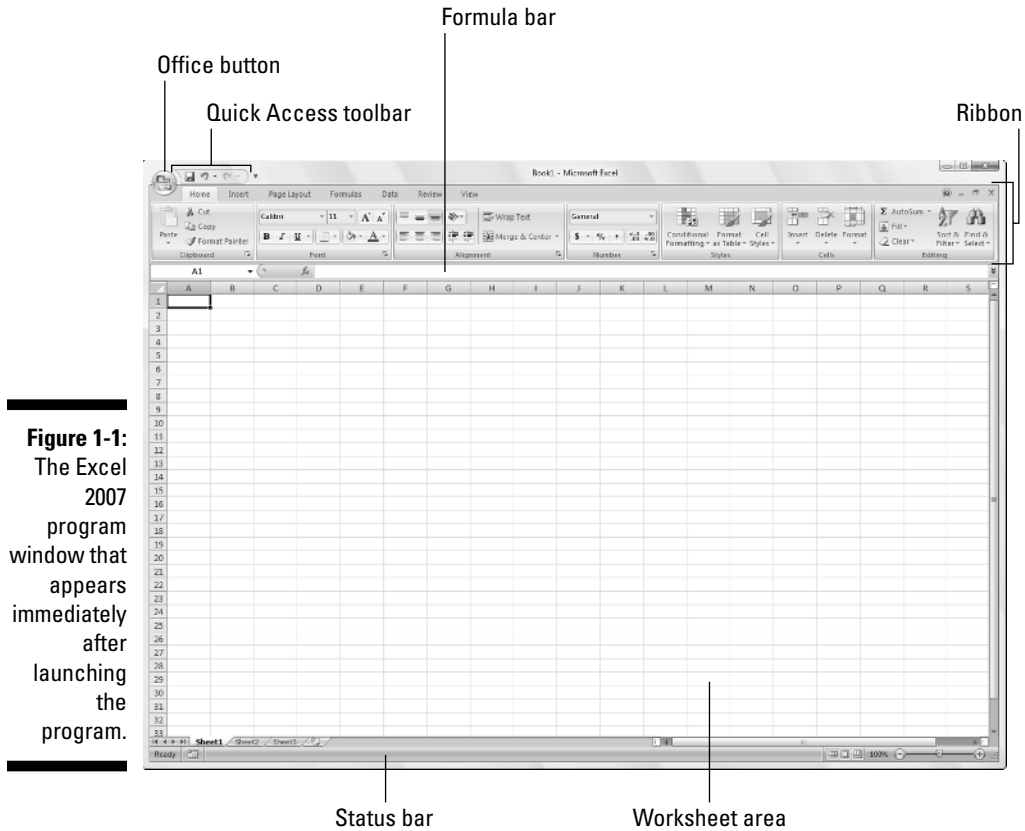 Formula bar
Office button
Quick Access toolbar
Ribbon
Book1 - Microsoft Excel
Home Insert Page Layout Formulas Data Review View
Cut
Calibri 11 Wrap Text General Σ AutoSum
Copy Fill
Paste Format Painter B I U A Merge & Center $ % , Conditional Formatting Format as Table Cell Styles Insert Delete Format Clear Sort & Filter Find & Select
Clipboard Font Alignment Number Styles Cells Editing
A1 fx
A B C D E F G H I J K L M N O P Q R S
1
2
3
4
5
6
7
8
9
10
11
12
13
14
15
16
17
18
19
20
21
22
23
24
25
26
27
28
29
30
31
32
33
Sheet1 Sheet2 Sheet3
Ready 100%
Figure 1-1:
The Excel
2007
program
window that
appears
immediately
after
launching
the
program.
Status bar
Worksheet area